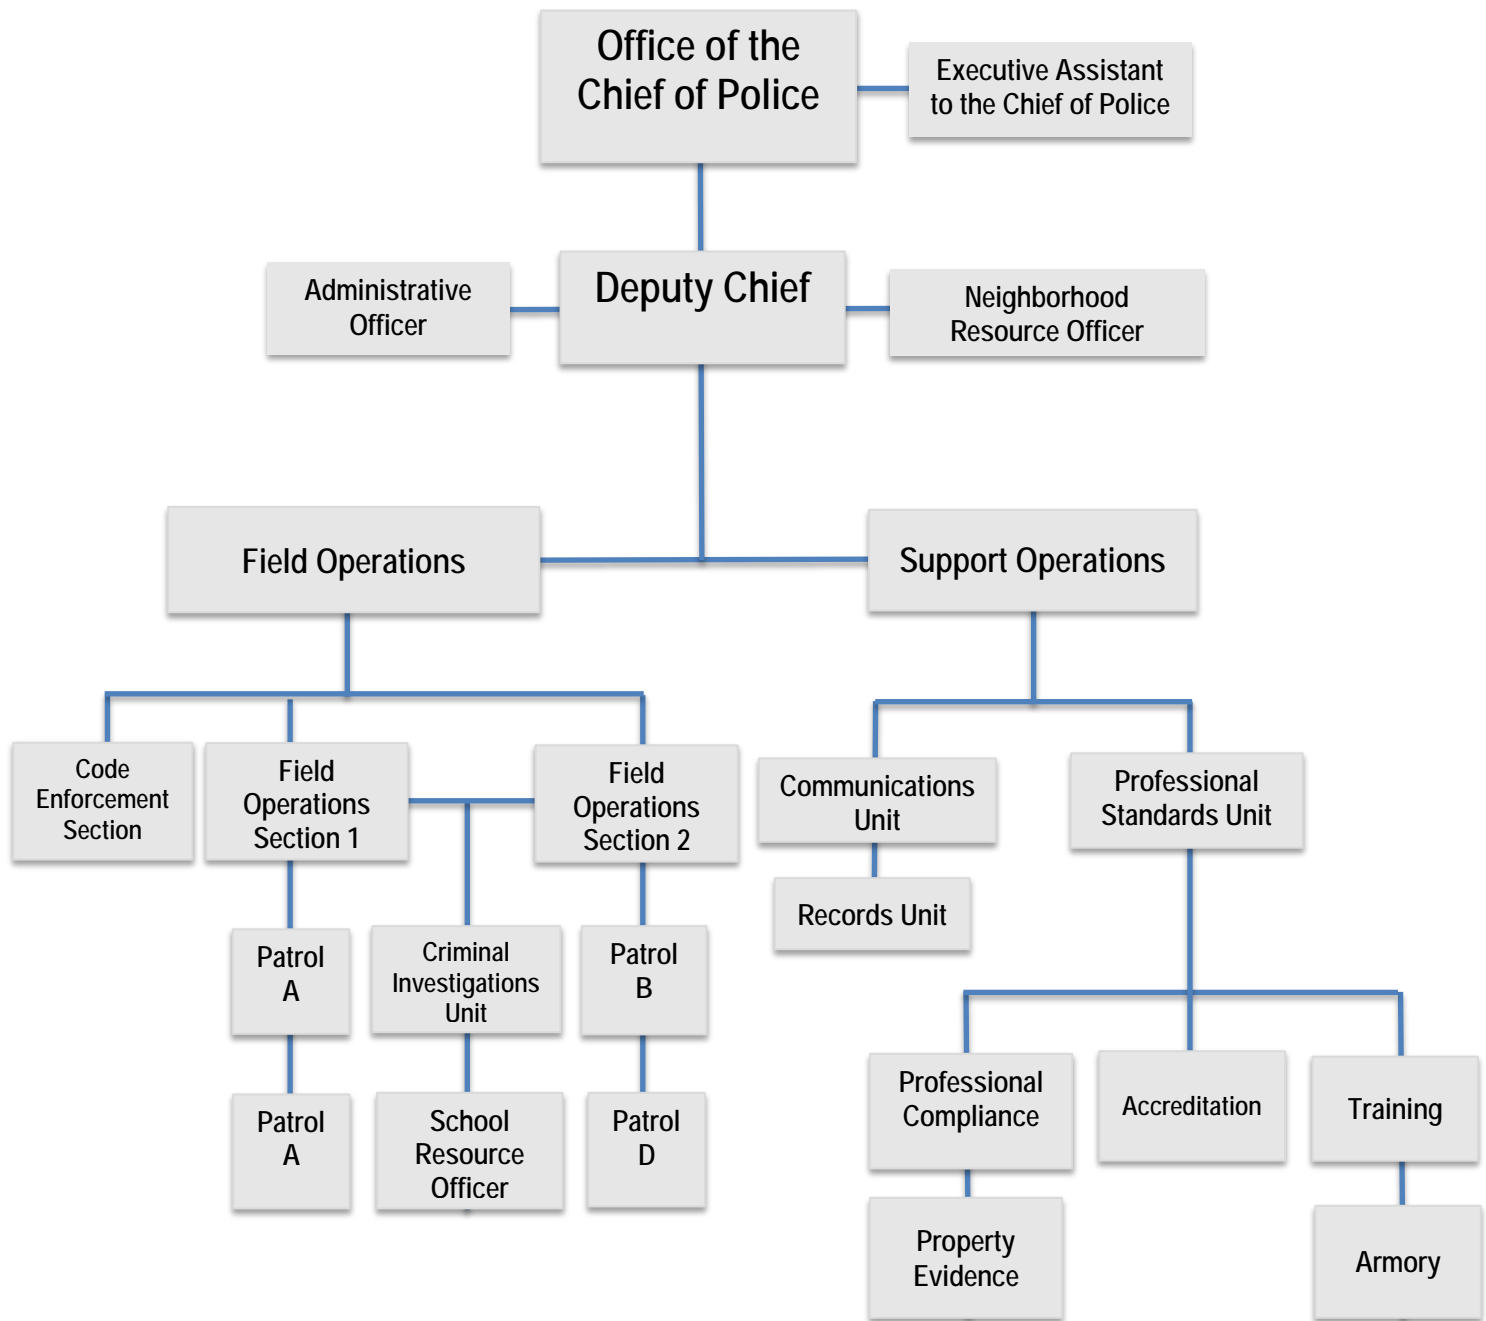 Office of the
Chief of Police
Executive Assistant
to the Chief of Police
Deputy Chief
Administrative
Officer
Neighborhood
Resource Officer
Field Operations
Support Operations
Code
Enforcement
Section
Field
Operations
Section 1
Field
Operations
Section 2
Communications
Unit
Professional
Standards Unit
Records Unit
Patrol
A
Criminal
Investigations
Unit
Patrol
B
Patrol
A
School
Resource
Officer
Patrol
D
Professional
Compliance
Accreditation
Training
Property
Evidence
Armory